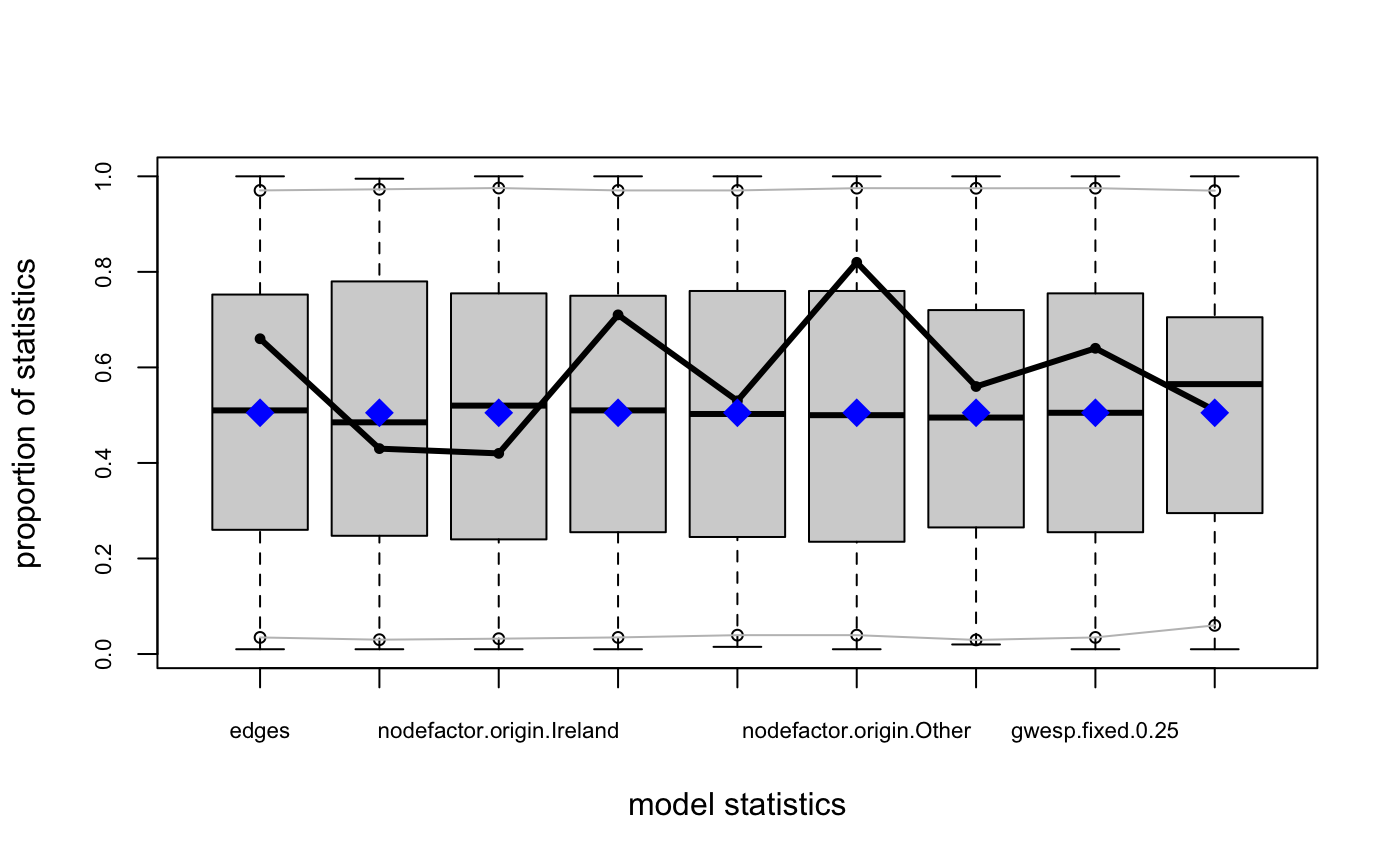 proportion of statistics
1.0
0.8
0.6
0.4
0.2
0.0
edges nodefactor.origin.Ireland nodefactor.origin.Other gwesp.fixed.0.25
model statistics